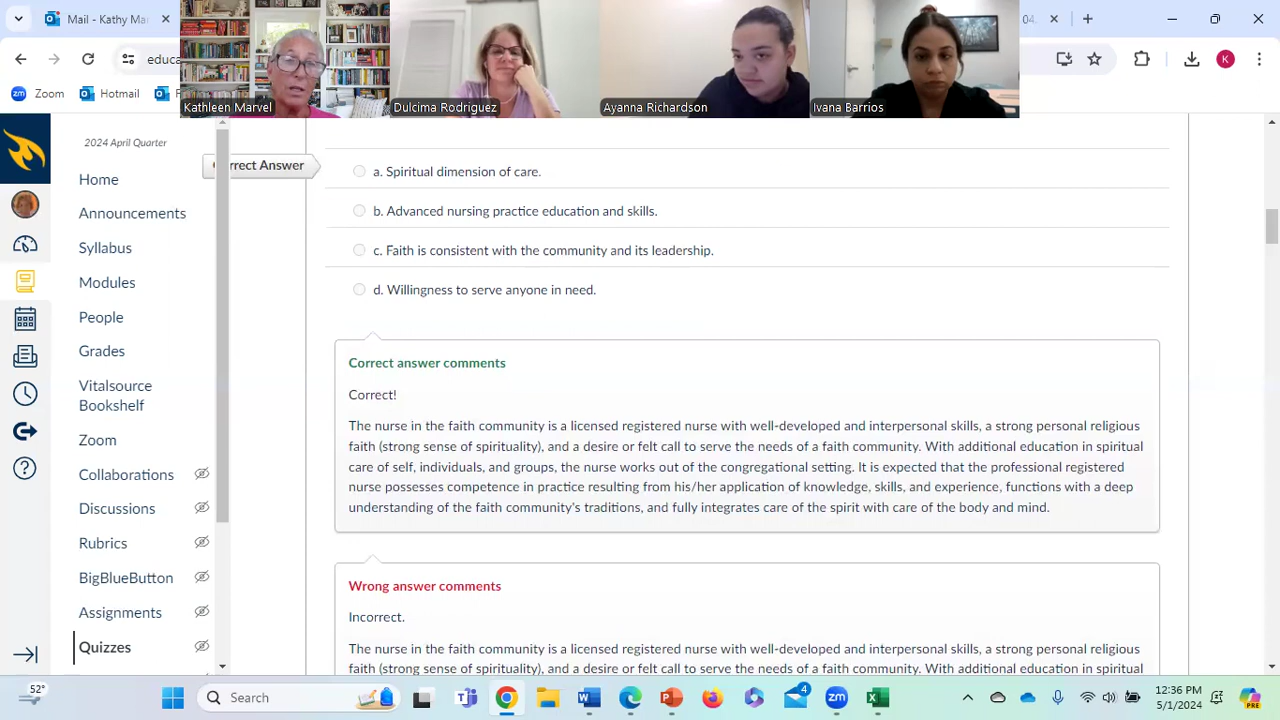 Mail - Kathy Ma
04.
educa
K
Zoom
Hotmail
Kathleen Dulvarvel
Dulcima Rodriguez
Ayanna Richardson
Ivana Barrios
2024 April Quarter
Home
Announcements
Syllabus
Modules
People
Grades
Vitalsource
Bookshelf
Zoom
Collaborations
Discussions
Rubrics
BigBlueButton
Assignments
Quizzes
rrect Answer
a. Spiritual dimension of care.
b. Advanced nursing practice education and skills.
c. Faith is consistent with the community and its leadership.
d. Willingness to serve anyone in need.
Correct answer comments
Correct!
The nurse in the faith community is a licensed registered nurse with well-developed and interpersonal skills, a strong personal religious
faith (strong sense of spirituality), and a desire or felt call to serve the needs of a faith community. With additional education in spiritual
care of self, individuals, and groups, the nurse works out of the congregational setting. It is expected that the professional registered
nurse possesses competence in practice resulting from his/her application of knowledge, skills, and experience, functions with a deep
understanding of the faith community's traditions, and fully integrates care of the spirit with care of the body and mind.
Wrong answer comments
Incorrect.
The nurse in the faith community is a licensed registered nurse with well-developed and interpersonal skills, a strong personal religious
faith (strong sense of spirituality), and a desire or felt call to serve the needs of a faith community. With additional education in spiritual
52°
Search
4
12:36 PM
5/1/2024
PRE